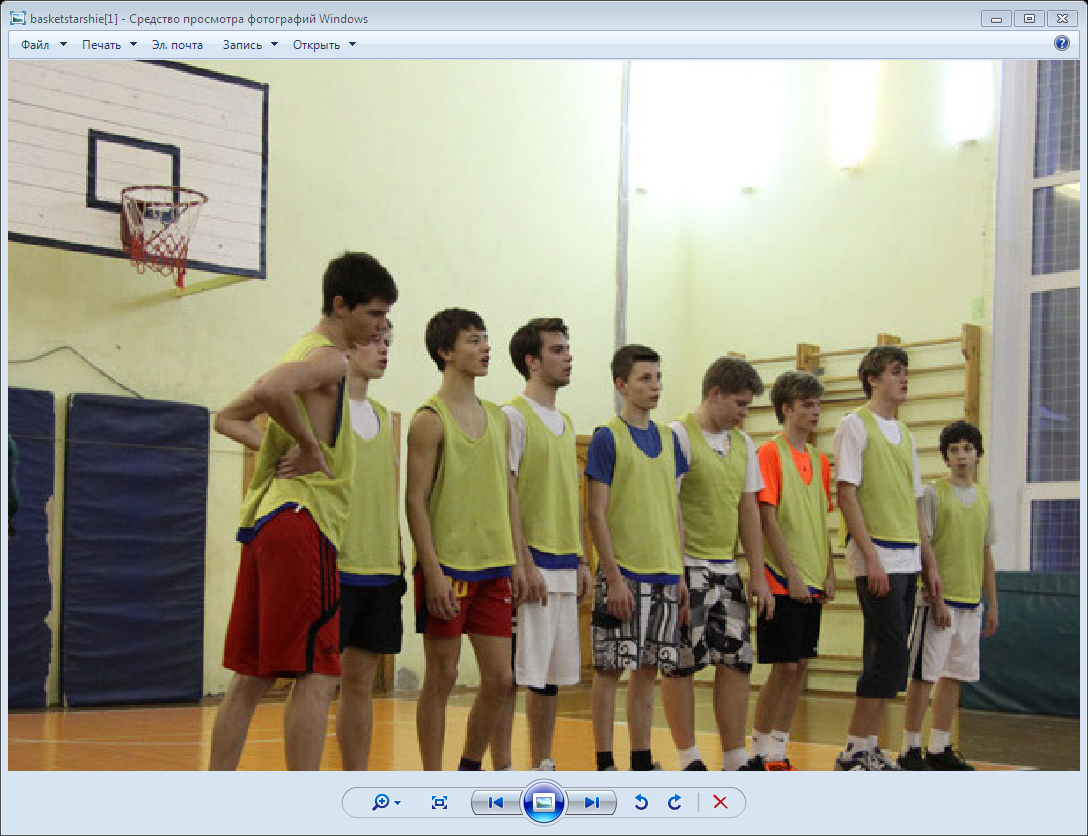 basketstarshie[1] - Средство просмотра фотографий Windows
Файл Печать Эл. почта Запись Открыть